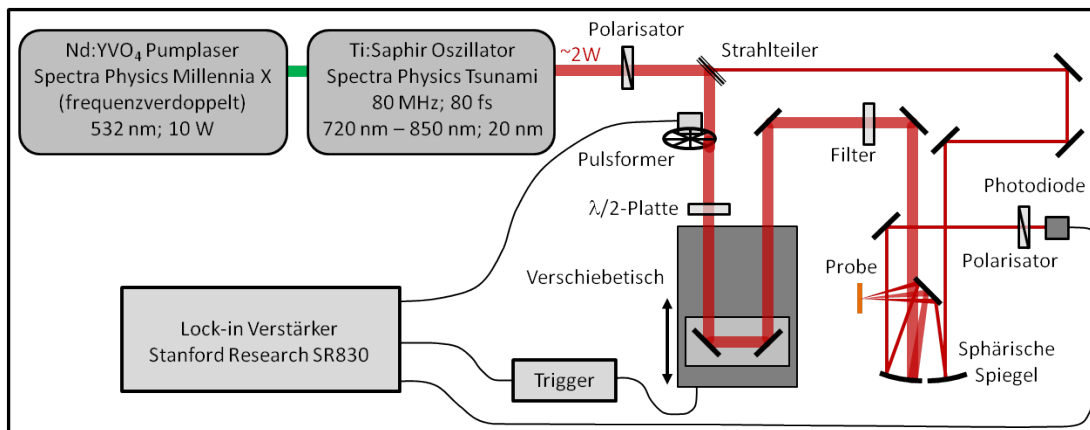 Nd:YVO₄ Pumplaser
Spectra Physics Millennia X
(frequenzverdoppelt)
532 nm; 10 W
Ti:Saphir Oszillator
Spectra Physics Tsunami
80 MHz; 80 fs
720 nm – 850 nm; 20 nm
~2W
Polarisator
Strahlteiler
Pulsformer
λ/2-Platte
Verschiebetisch
Filter
Photodiode
Polarisator
Probe
Sphärische
Spiegel
Lock-in Verstärker
Stanford Research SR830
Trigger